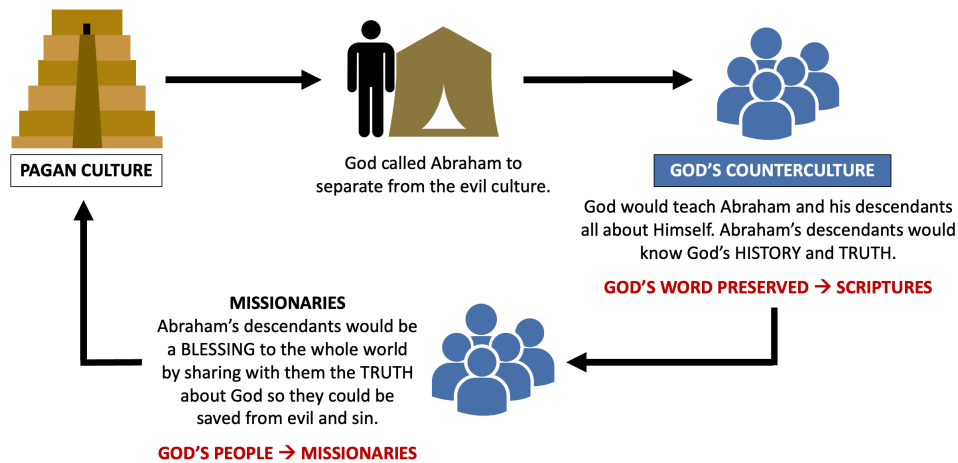 PAGAN CULTURE
God called Abraham to
separate from the evil culture.
GOD’S COUNTERCULTURE
God would teach Abraham and his descendants
all about Himself. Abraham’s descendants would
know God’s HISTORY and TRUTH.
GOD’S WORD PRESERVED → SCRIPTURES
MISSIONARIES
Abraham’s descendants would be
a BLESSING to the whole world
by sharing with them the TRUTH
about God so they could be
saved from evil and sin.
GOD’S PEOPLE → MISSIONARIES